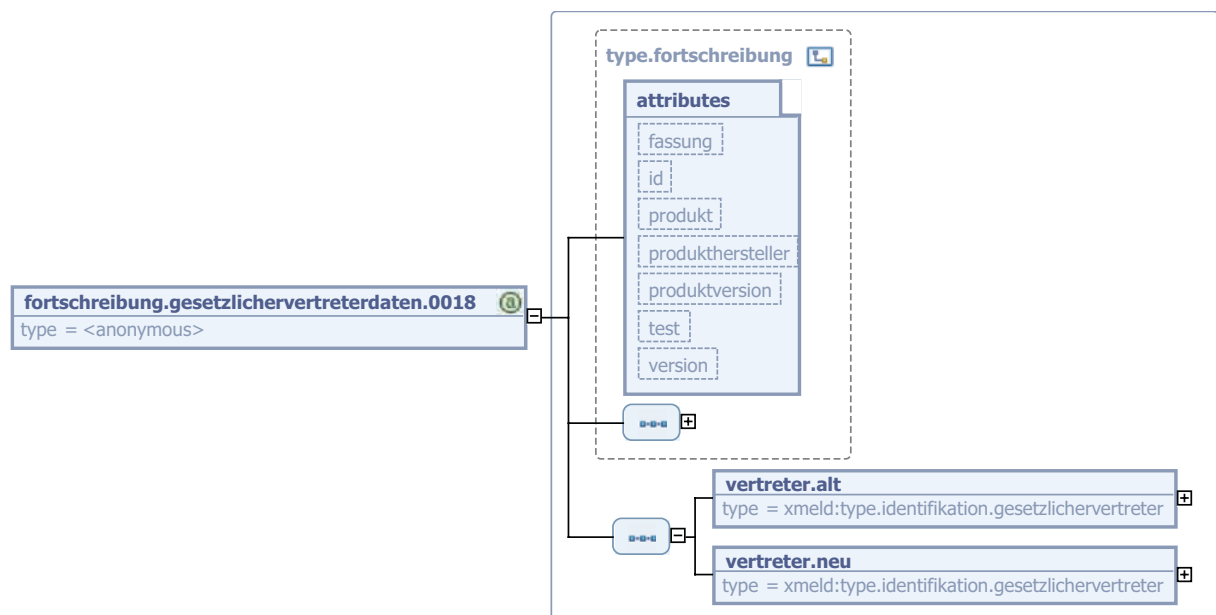 type.fortschreibung
attributes
fassung
id
produkt
produkthersteller
produktversion
test
version
fortschreibung.gesetzlichervertreterdaten.0018 @
type = <anonymous>
vertreter.alt
type = xmeld:type.identifikation.gesetzlichervertreter
vertreter.neu
type = xmeld:type.identifikation.gesetzlichervertreter